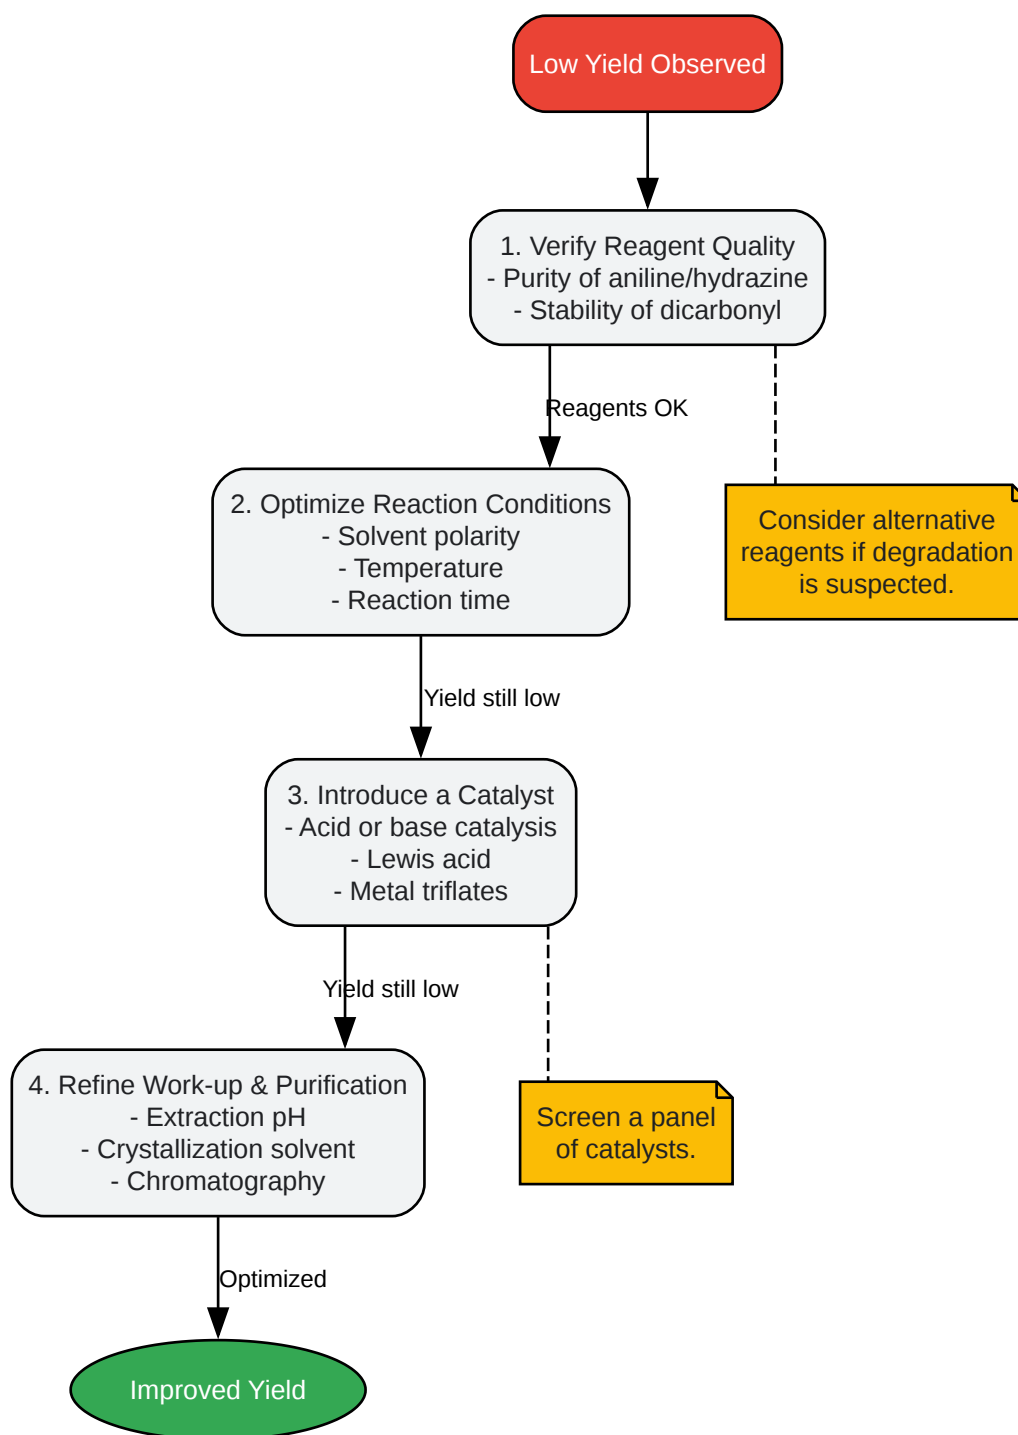 Low Yield Observed
1. Verify Reagent Quality
- Purity of aniline/hydrazine
- Stability of dicarbonyl
Reagents OK
2. Optimize Reaction Conditions
- Solvent polarity
- Temperature
- Reaction time
Consider alternative
reagents if degradation
is suspected.
Yield still low
3. Introduce a Catalyst
- Acid or base catalysis
- Lewis acid
- Metal triflates
Yield still low
4. Refine Work-up & Purification
- Extraction pH
- Crystallization solvent
- Chromatography
Screen a panel
of catalysts.
Optimized
Improved Yield